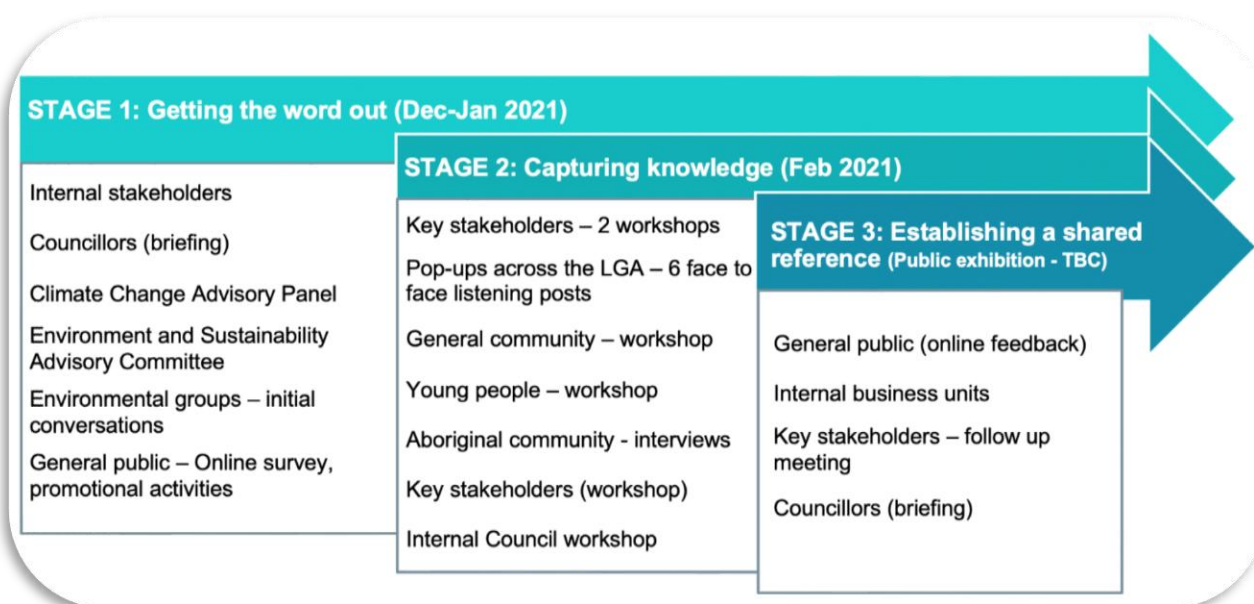 STAGE 1: Getting the word out (Dec-Jan 2021)
Internal stakeholders
Councillors (briefing)
Climate Change Advisory Panel
Environment and Sustainability
Advisory Committee
Environmental groups – initial
conversations
General public – Online survey,
promotional activities
STAGE 2: Capturing knowledge (Feb 2021)
Key stakeholders – 2 workshops
Pop-ups across the LGA – 6 face to
face listening posts
General community – workshop
Young people – workshop
Aboriginal community - interviews
Key stakeholders (workshop)
Internal Council workshop
STAGE 3: Establishing a shared
reference (Public exhibition - TBC)
General public (online feedback)
Internal business units
Key stakeholders – follow up
meeting
Councillors (briefing)